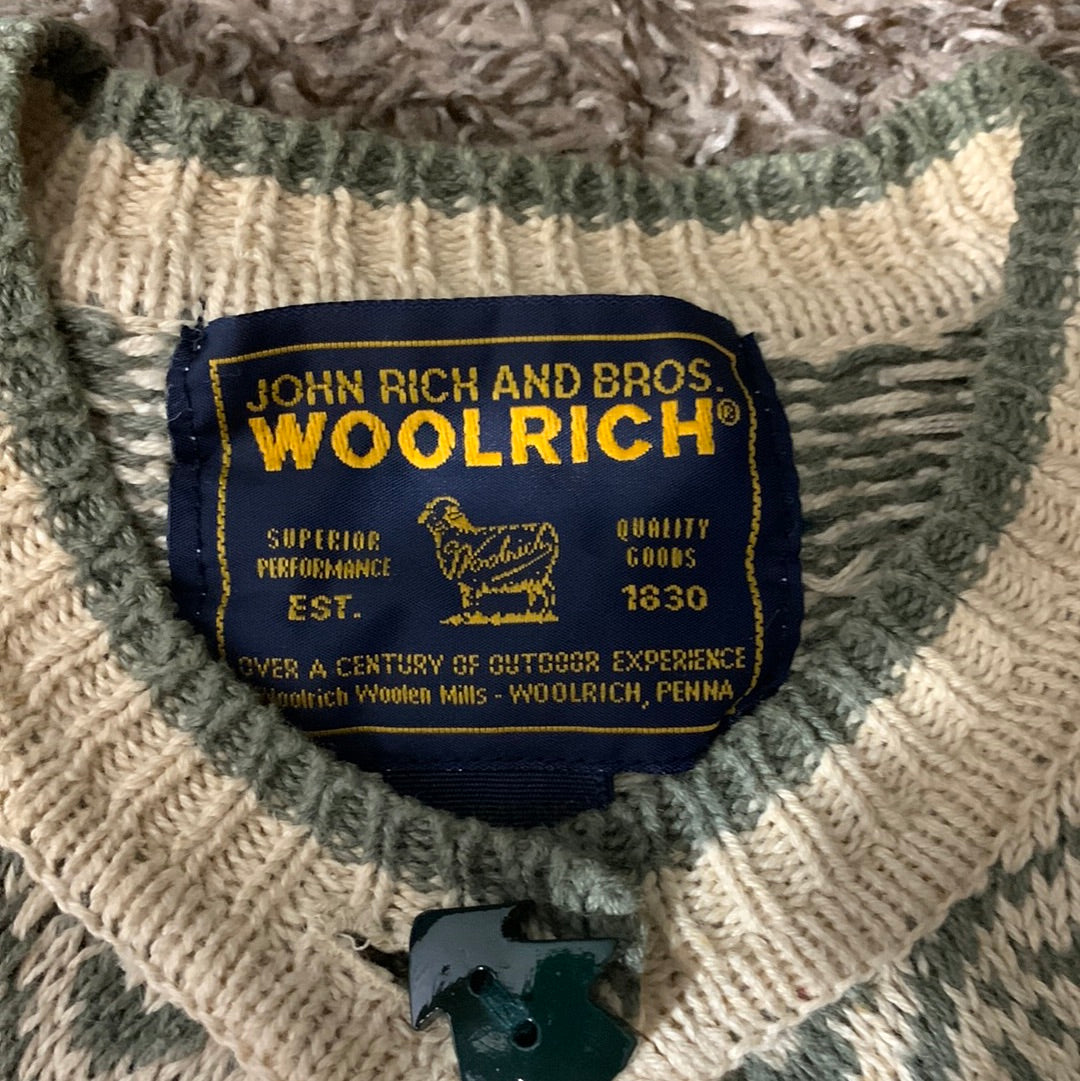 JOHN RICH AND BROS.
WOOLRICH®
SUPERIOR
PERFORMANCE
EST.
Woolrich
QUALITY
GOODS
1830
OVER A CENTURY OF OUTDOOR EXPERIENCE
Woolrich Woolen Mills - WOOLRICH, PENNA